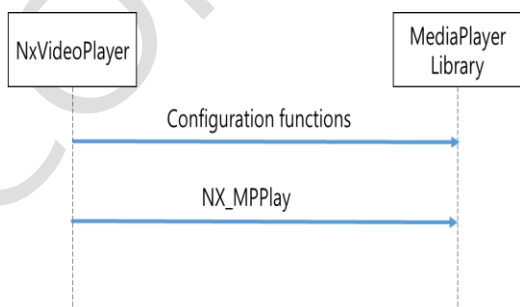 NxVideoPlayer
MediaPlayer
Library
Configuration functions
NX_MPPlay